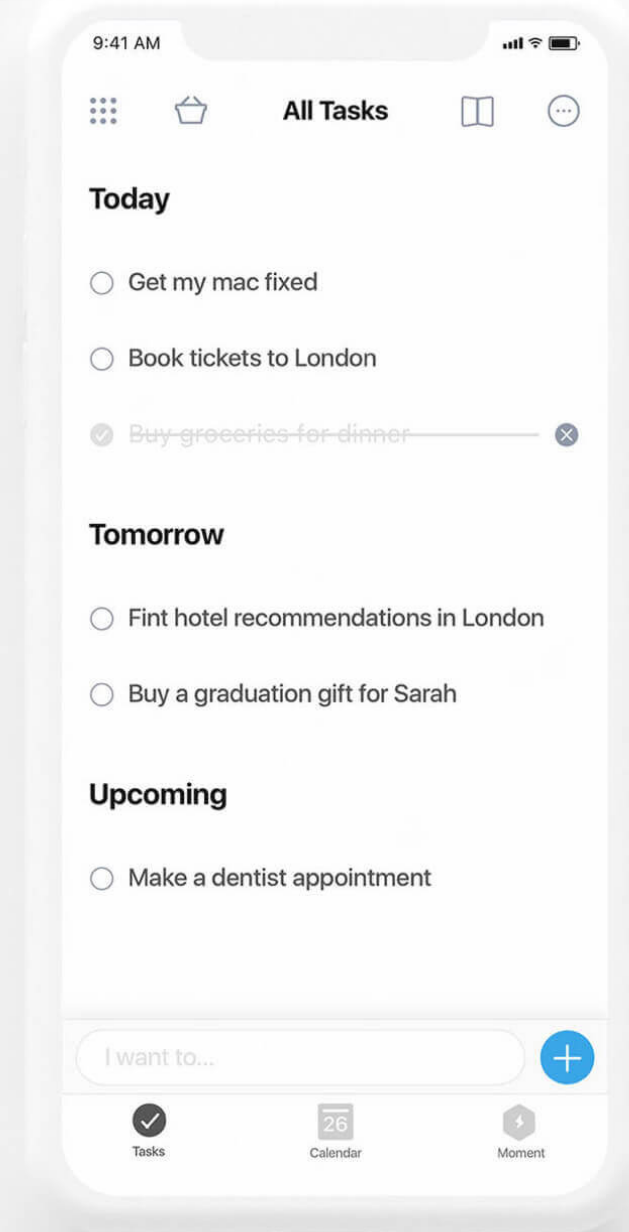 9:41 AM
All Tasks
Today
Get my mac fixed
Book tickets to London
Buy groceries for dinner
Tomorrow
Fint hotel recommendations in London
Buy a graduation gift for Sarah
Upcoming
Make a dentist appointment
I want to...
26
Tasks Calendar Moment